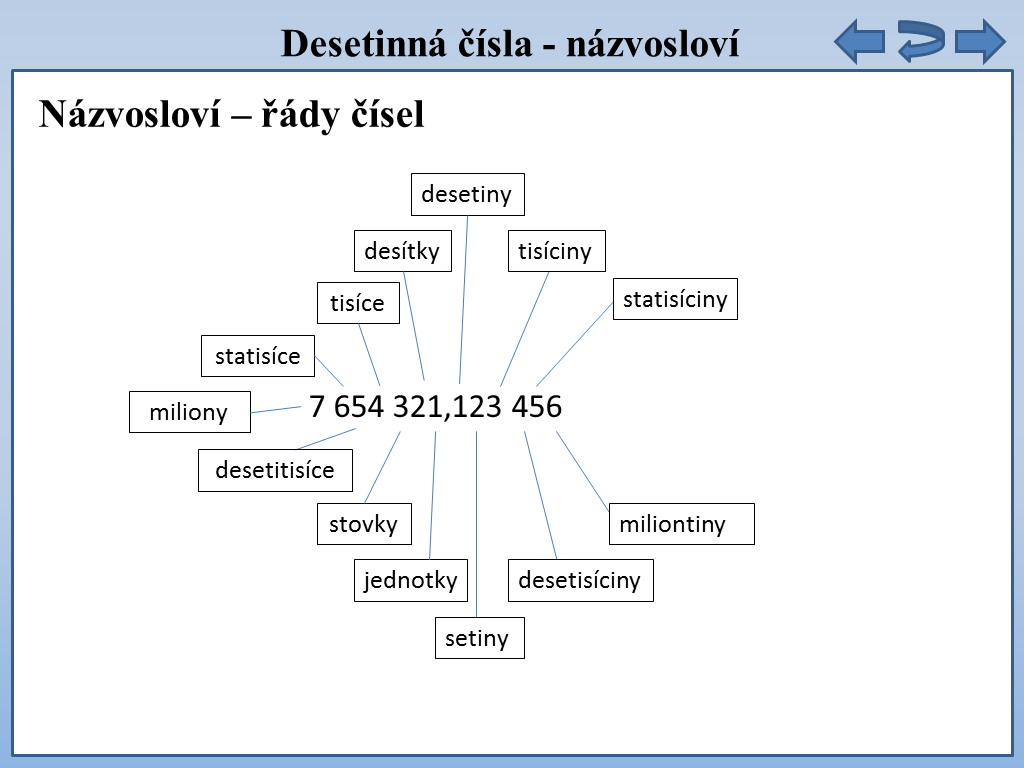 Desetinná čísla - názvosloví
Názvosloví – řády čísel
desetiny
desítky
tisíciny
tisíce
statisíciny
statisíce
miliony
7 654 321,123 456
desetitisíce
stovky
miliontiny
jednotky
desetisíciny
setiny